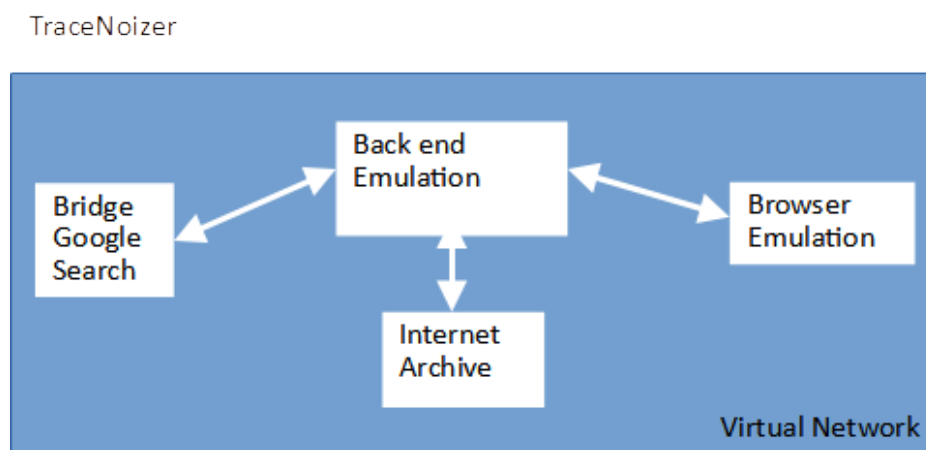 TraceNoizer
Back end
Emulation
Bridge
Google
Search
Browser
Emulation
Internet
Archive
Virtual Network